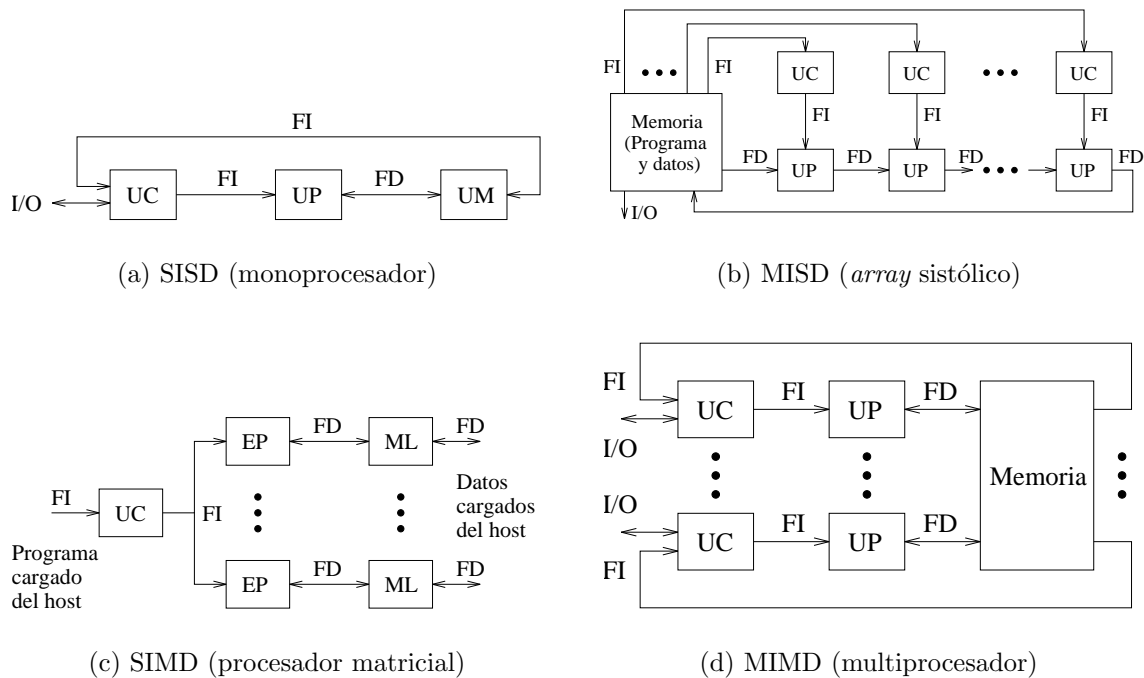 FI
I/O
UC
FI
UP
FD
UM
(a) SISD (monoprocesador)
FI
FI
UC
UC
UC
Memoria
(Programa
y datos)
FI
FI
FI
FD
UP
FD
UP
FD
UP
FD
I/O
(b) MISD (array sistólico)
FI
UC
FI
EP
FD
ML
FD
Programa
cargado
del host
Datos
cargados
del host
EP
FD
ML
FD
(c) SIMD (procesador matricial)
FI
UC
FI
UP
FD
I/O
Memoria
I/O
UC
FI
UP
FD
FI
(d) MIMD (multiprocesador)